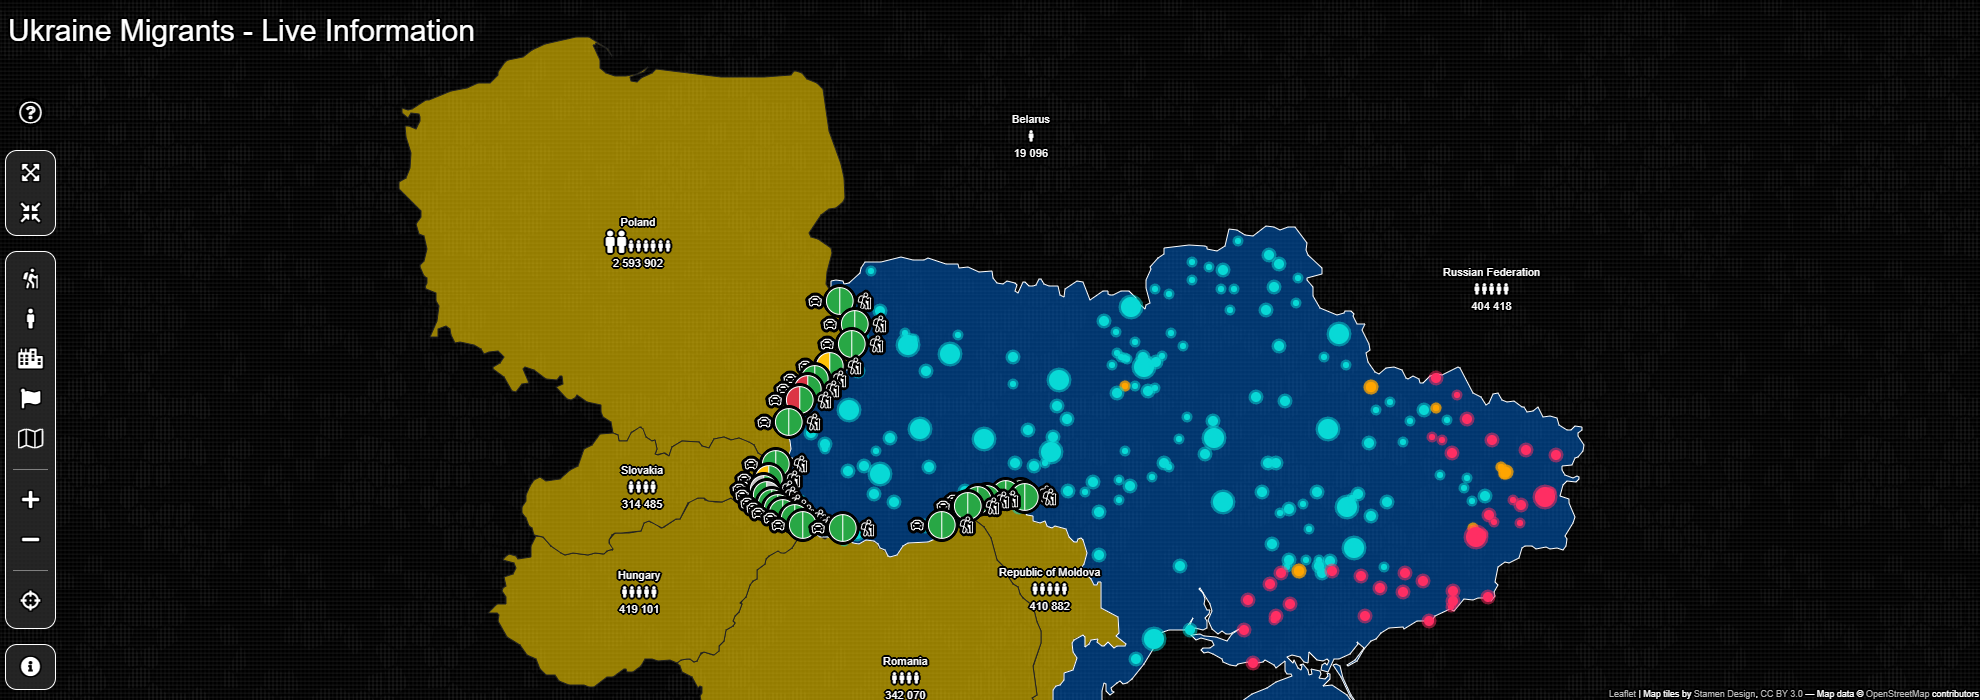 Ukraine Migrants - Live Information
Belarus
19 096
Poland
2 593 902
Russian Federation
404 418
Slovakia
314 485
Hungary
419 101
Republic of Moldova
410 882
Romania
342 070
Leaflet | Map tiles by Stamen Design, CC BY 3.0 — Map data © OpenStreetMap contributors